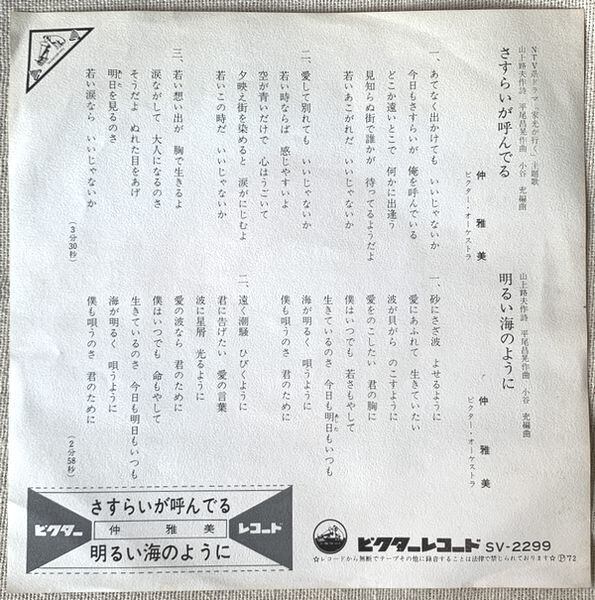 NTV系ドラマ「家光が行く」主題歌
さすらいが呼んでる
山上路夫作詩 平尾昌晃作曲 小谷 充編曲
仲 雅美
ビクター・オーケストラ
一、あてなく出かけても いいじゃないか
今日もさすらいが 俺を呼んでいる
どこか遠いとこで 何かに出逢う
見知らぬ街で誰かが 待ってるようだよ
若いあこがれだ いいじゃないか
二、愛して別れても いいじゃないか
若い時ならば 感じやすいよ
空が青いだけで 心はうごいて
夕映え街を染めると 涙がにじむよ
若いこの時だ いいじゃないか
三、若い想い出が 胸で生きるよ
涙ながして 大人になるのさ
そうだよ ぬれた目をあげ
明日を見るのさ
あした
若い涙なら いいじゃないか
(3分30秒)
明るい海のように
山上路夫作詩 平尾昌晃作曲 小谷 充編曲
仲 雅美
ビクター・オーケストラ
一、砂にさざ波 よせるように
愛にあふれて 生きていたい
波が貝がら のこすように
愛をのこしたい 君の胸に
僕はいつでも 若さもやして
生きているのさ 今日も明日もいつも
あした
海が明るく 唄うように
僕も唄うのさ 君のために
二、遠く潮騒 ひびくように
君に告げたい 愛の言葉
波に星屑 光るように
愛の波なら 君のために
僕はいつでも 命もやして
生きているのさ 今日も明日もいつも
海が明るく 唄うように
僕も唄うのさ 君のために
(2分58秒)
さすらいが呼んでる
ビクター 仲 雅美 レコード
明るい海のように
ビクターレコード SV-2299
☆レコードから無断でテープその他に録音することは法律で禁じられております☆ Ⓟ72